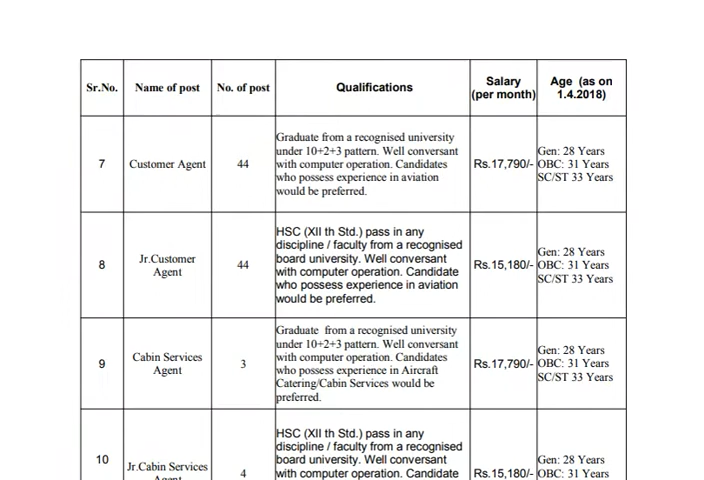 Sr.No. Name of post No. of post Qualifications Salary (per month) Age (as on 1.4.2018)
7 Customer Agent 44
Graduate from a recognised university
under 10+2+3 pattern. Well conversant
with computer operation. Candidates
who possess experience in aviation
would be preferred.
Rs.17,790/-
Gen: 28 Years
OBC: 31 Years
SC/ST 33 Years
8
Jr.Customer
Agent
44
HSC (XII th Std.) pass in any
discipline / faculty from a recognised
board university. Well conversant
with computer operation. Candidate
who possess experience in aviation
would be preferred.
Rs.15,180/-
Gen: 28 Years
OBC: 31 Years
SC/ST 33 Years
9
Cabin Services
Agent
3
Graduate from a recognised university
under 10+2+3 pattern. Well conversant
with computer operation. Candidates
who possess experience in Aircraft
Catering/Cabin Services would be
preferred.
Rs.17,790/-
Gen: 28 Years
OBC: 31 Years
SC/ST 33 Years
10
Jr.Cabin Services
4
HSC (XII th Std.) pass in any
discipline / faculty from a recognised
board university. Well conversant
with computer operation. Candidate
Rs.15,180/-
Gen: 28 Years
OBC: 31 Years